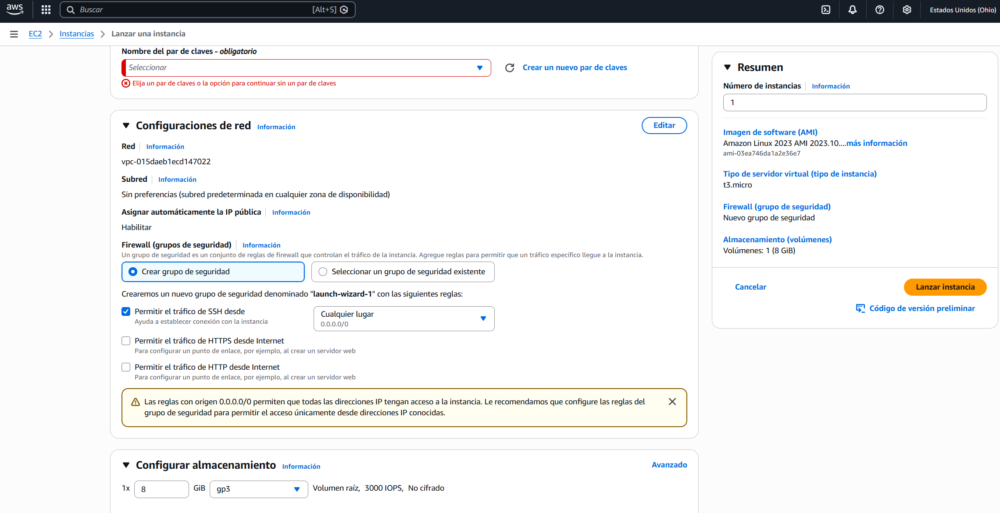 aws
Buscar [Alt+S] Estados Unidos (Ohio)
EC2 Instancias Lanzar una instancia
Nombre del par de claves - obligatorio
Seleccionar
Crear un nuevo par de claves
Elija un par de claves o la opción para continuar sin un par de claves
Configuraciones de red Información
Editar
Red Información
vpc-015daeb1ecd147022
Subred Información
Sin preferencias (subred predeterminada en cualquier zona de disponibilidad)
Asignar automáticamente la IP pública Información
Habilitar
Firewall (grupos de seguridad) Información
Un grupo de seguridad es un conjunto de reglas de firewall que controlan el tráfico de la instancia. Agregue reglas para permitir que un tráfico específico llegue a la instancia.
Crear grupo de seguridad
Seleccionar un grupo de seguridad existente
Crearemos un nuevo grupo de seguridad denominado "launch-wizard-1" con las siguientes reglas:
Permitir el tráfico de SSH desde
Ayuda a establecer conexión con la instancia
Cualquier lugar
0.0.0.0/0
Permitir el tráfico de HTTPS desde Internet
Para configurar un punto de enlace, por ejemplo, al crear un servidor web
Permitir el tráfico de HTTP desde Internet
Para configurar un punto de enlace, por ejemplo, al crear un servidor web
Las reglas con origen 0.0.0.0/0 permiten que todas las direcciones IP tengan acceso a la instancia. Le recomendamos que configure las reglas del
grupo de seguridad para permitir el acceso únicamente desde direcciones IP conocidas.
Configurar almacenamiento Información
Avanzado
1x 8 GiB gp3 Volumen raíz, 3000 IOPS, No cifrado
Resumen
Número de instancias Información
1
Imagen de software (AMI)
Amazon Linux 2023 AMI 2023.10....más información
ami-03ea746da1a2e36e7
Tipo de servidor virtual (tipo de instancia)
t3.micro
Firewall (grupo de seguridad)
Nuevo grupo de seguridad
Almacenamiento (volúmenes)
Volúmenes: 1 (8 GiB)
Cancelar
Lanzar instancia
Código de versión preliminar